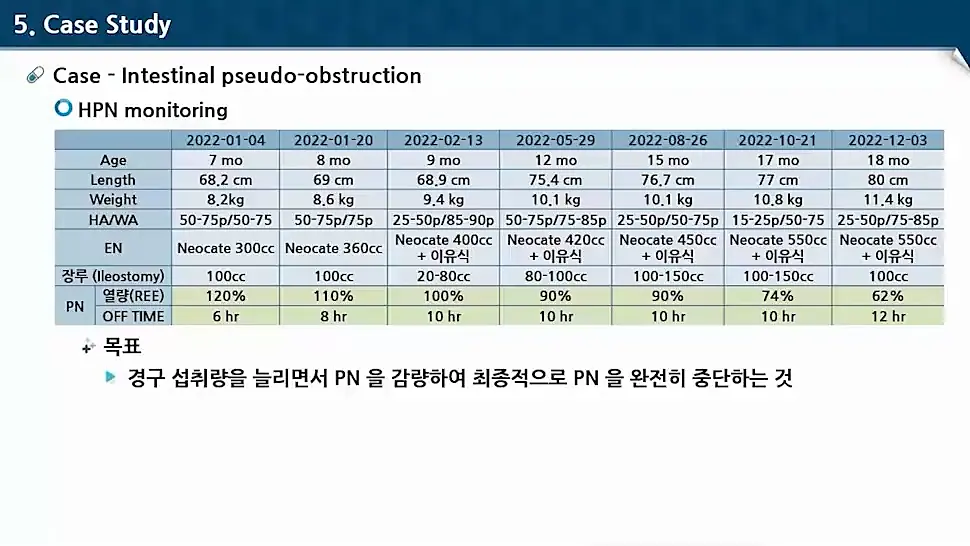 5. Case Study
Case - Intestinal pseudo-obstruction
HPN monitoring
2022-01-04 2022-01-20 2022-02-13 2022-05-29 2022-08-26 2022-10-21 2022-12-03
Age 7 mo 8 mo 9 mo 12 mo 15 mo 17 mo 18 mo
Length 68.2 cm 69 cm 68.9 cm 75.4 cm 76.7 cm 77 cm 80 cm
Weight 8.2kg 8.6 kg 9.4 kg 10.1 kg 10.1 kg 10.8 kg 11.4 kg
HA/WA 50-75p/50-75 50-75p/75p 25-50p/85-90p 50-75p/75-85p 25-50p/50-75p 15-25p/50-75 25-50p/75-85p
EN Neocate 300cc Neocate 360cc Neocate 400cc + 이유식 Neocate 420cc + 이유식 Neocate 450cc + 이유식 Neocate 550cc + 이유식 Neocate 550cc + 이유식
장루 (Ileostomy) 100cc 100cc 20-80cc 80-100cc 100-150cc 100-150cc 100cc
PN 열량(REE) 120% 110% 100% 90% 90% 74% 62%
OFF TIME 6 hr 8 hr 10 hr 10 hr 10 hr 10 hr 12 hr
목표
경구 섭취량을 늘리면서 PN 을 감량하여 최종적으로 PN 을 완전히 중단하는 것